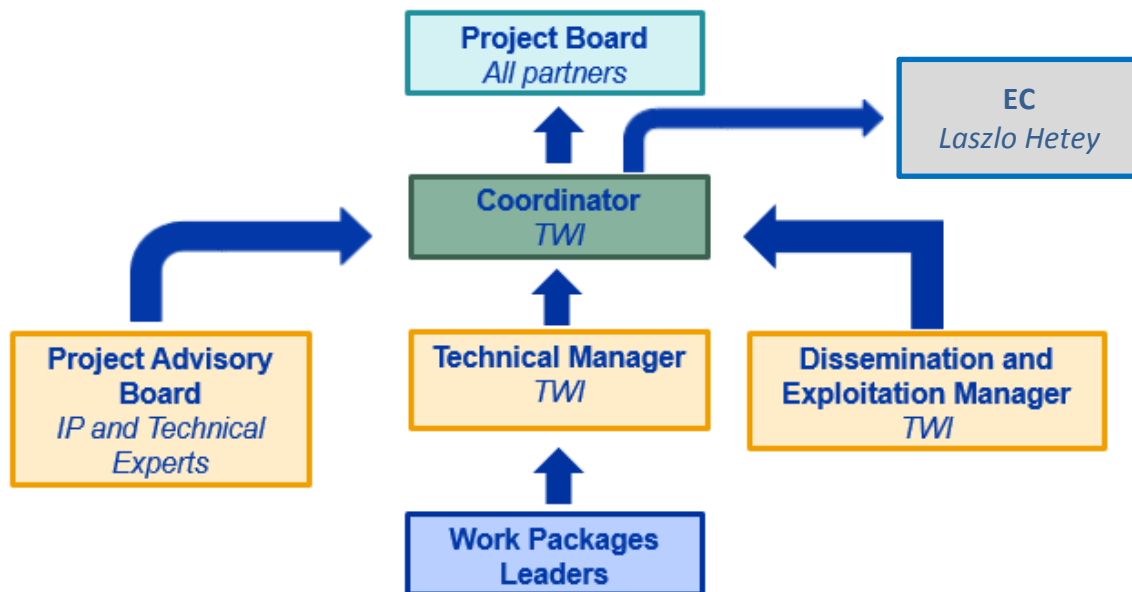 Project Board
All partners
EC
Laszlo Hetey
Coordinator
TWI
Project Advisory
Board
IP and Technical
Experts
Technical Manager
TWI
Dissemination and
Exploitation Manager
TWI
Work Packages
Leaders